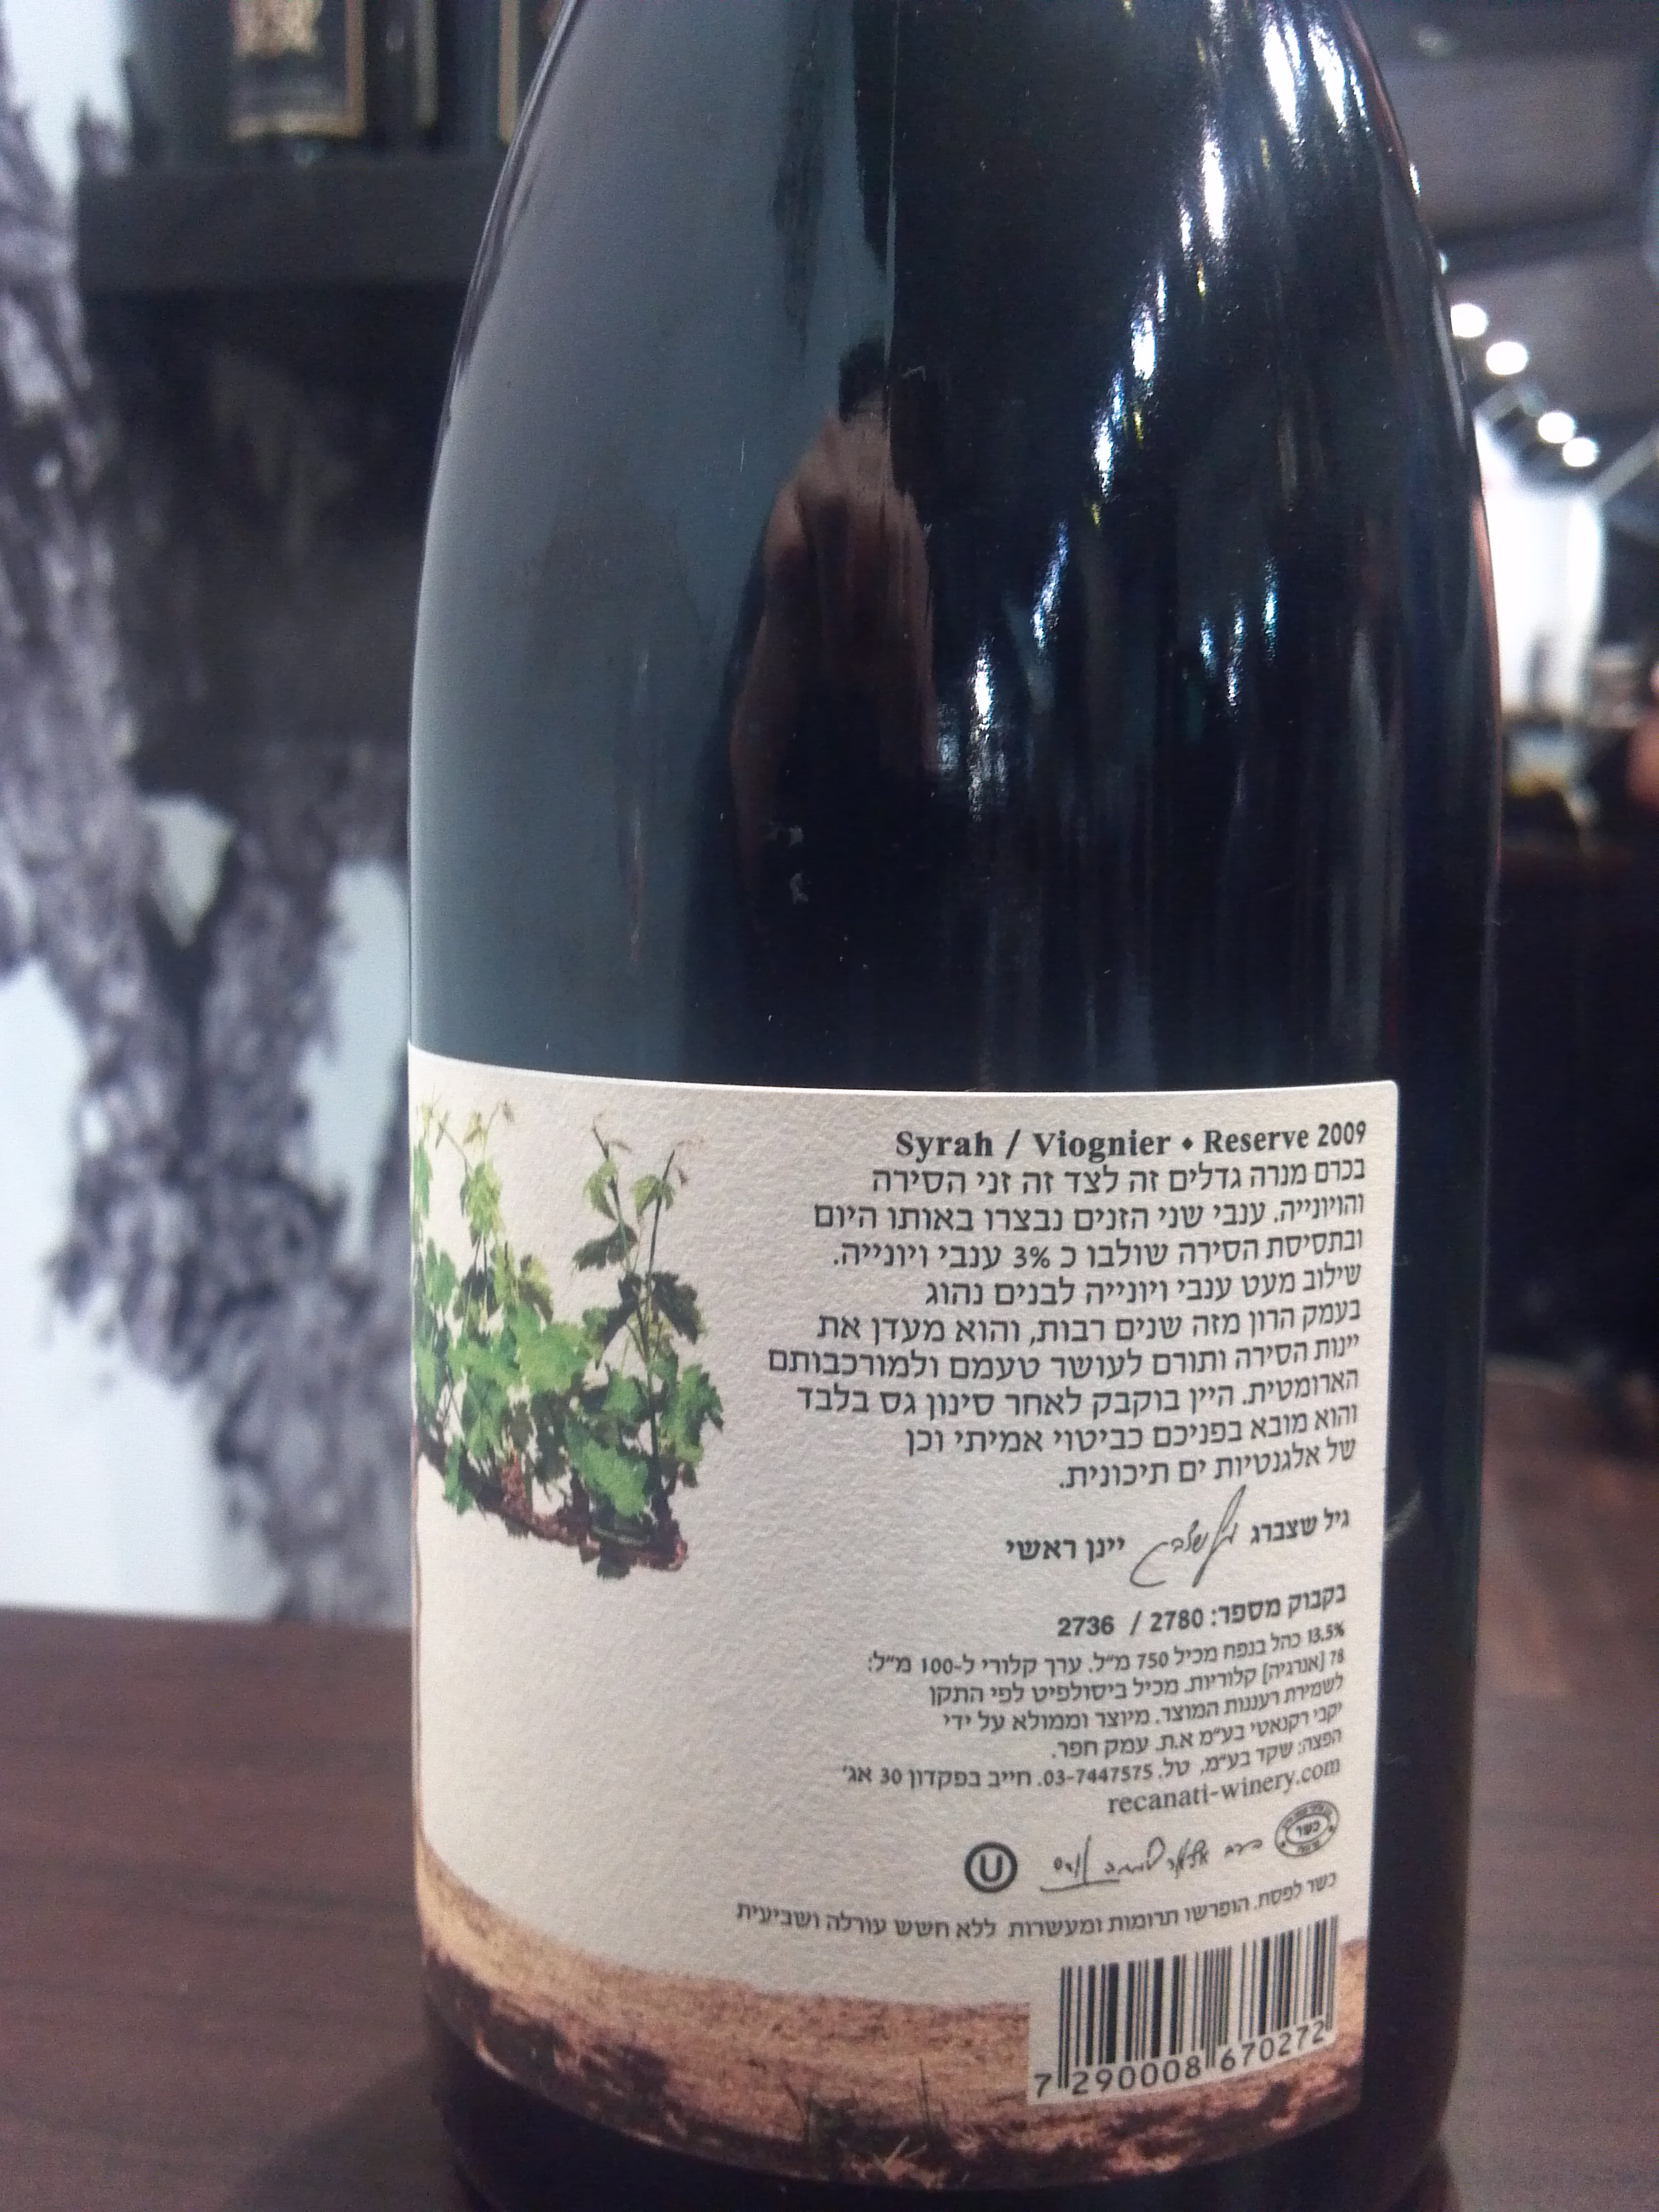 Syrah / Viognier • Reserve 2009
בכרם מנרה גדלים זה לצד זה זני הסירה
והויונייה. ענבי שני הזנים נבצרו באותו היום
ובתסיסת הסירה שולבו כ 3% ענבי ויונייה.
שילוב מעט ענבי ויונייה לבנים נהוג
בעמק הרון מזה שנים רבות, והוא מעדן את
יינות הסירה ותורם לעושר טעמם ולמורכבותם
הארומטית. היין בוקבק לאחר סינון גס בלבד
והוא מובא בפניכם כביטוי אמיתי וכן
של אלגנטיות ים תיכונית.
גיל שצברג יינן ראשי
בקבוק מספר: 2780 / 2736
13.5% כהל בנפח מכיל 750 מ״ל. ערך קלורי ל-100 מ״ל:
78 [אנרגיה] קלוריות. מכיל ביסולפיט לפי התקן
לשמירת רעננות המוצר. מיוצר וממולא על ידי
יקבי רקנאטי בע״מ א.ת. עמק חפר.
הפצה: שקד בע״מ, טל. 03-7447575. חייב בפקדון 30 אג׳
recanati-winery.com
כשר
U
כשר לפסח. הופרשו תרומות ומעשרות ללא חשש עורלה ושביעית
7 290008 670272